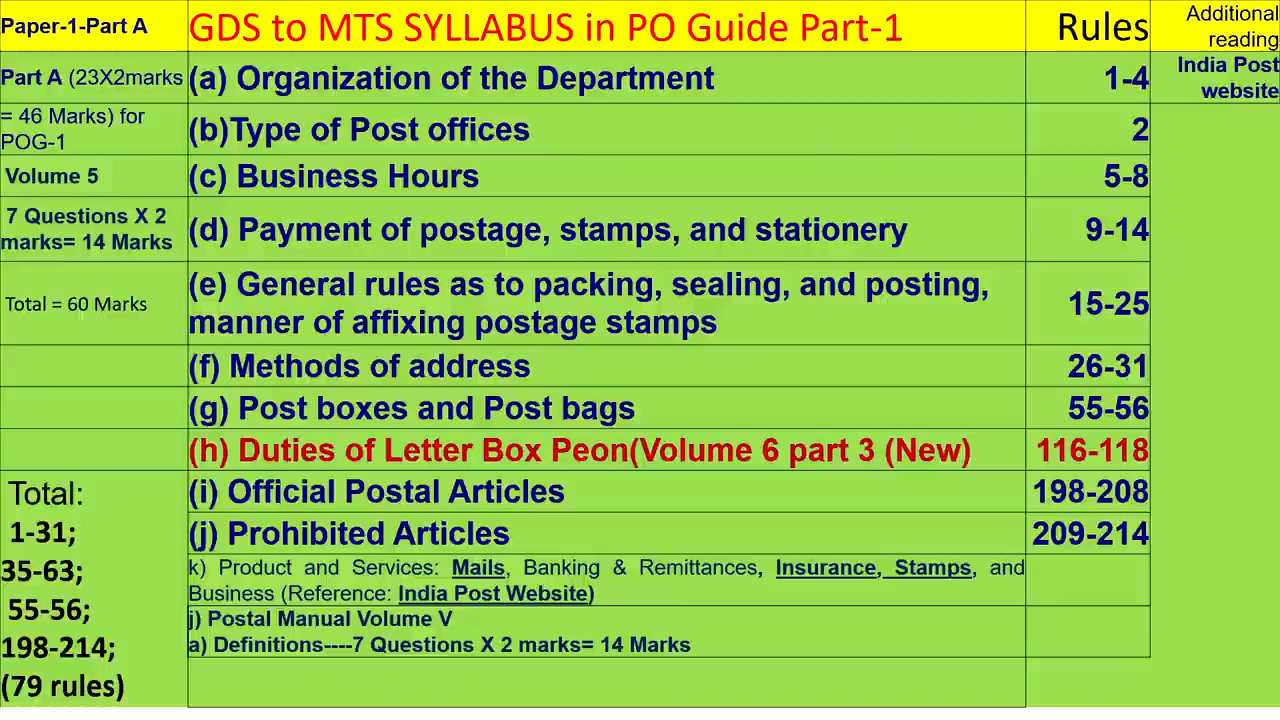 Paper-1-Part A GDS to MTS SYLLABUS in PO Guide Part-1 Rules Additional
reading
Part A (23X2marks (a) Organization of the Department 1-4 India Post
website
= 46 Marks) for
POG-1
(b)Type of Post offices 2
Volume 5 (c) Business Hours 5-8
7 Questions X 2
marks= 14 Marks
(d) Payment of postage, stamps, and stationery 9-14
Total = 60 Marks
(e) General rules as to packing, sealing, and posting,
manner of affixing postage stamps
15-25
(f) Methods of address 26-31
(g) Post boxes and Post bags 55-56
(h) Duties of Letter Box Peon(Volume 6 part 3 (New) 116-118
(i) Official Postal Articles 198-208
(j) Prohibited Articles 209-214
k) Product and Services: Mails, Banking & Remittances, Insurance, Stamps, and
Business (Reference: India Post Website)
j) Postal Manual Volume V
a) Definitions----7 Questions X 2 marks= 14 Marks
Total:
1-31;
35-63;
55-56;
198-214;
(79 rules)